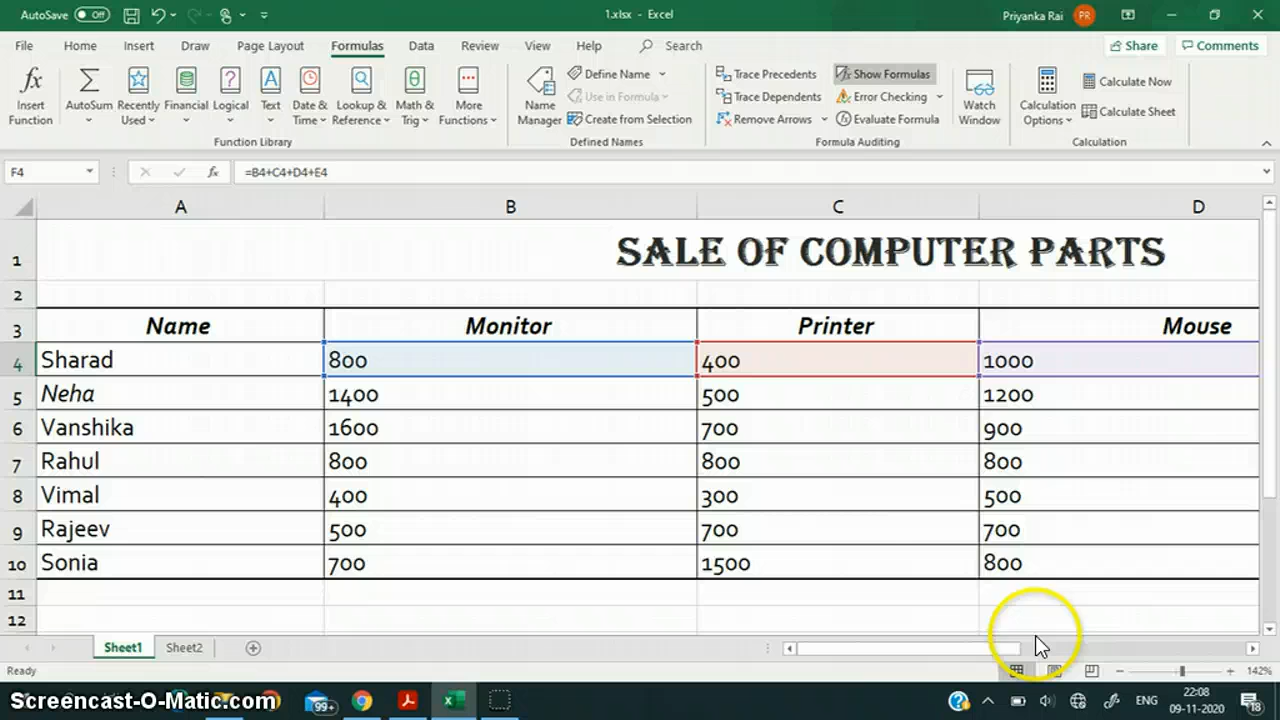 AutoSave Off 1.xlsx - Excel Priyanka Rai PR
File Home Insert Draw Page Layout Formulas Data Review View Help Search Share Comments
Insert Function
AutoSum
Recently Used
Financial
Logical
Text
Date & Time
Lookup & Reference
Math & Trig
More Functions
Function Library
Name Manager
Define Name
Use in Formula
Create from Selection
Defined Names
Trace Precedents
Trace Dependents
Remove Arrows
Show Formulas
Error Checking
Evaluate Formula
Formula Auditing
Watch Window
Calculation Options
Calculate Now
Calculate Sheet
Calculation
F4 fx =B4+C4+D4+E4
A B C D
1 SALE OF COMPUTER PARTS
2
3 Name Monitor Printer Mouse
4 Sharad 800 400 1000
5 Neha 1400 500 1200
6 Vanshika 1600 700 900
7 Rahul 800 800 800
8 Vimal 400 300 500
9 Rajeev 500 700 700
10 Sonia 700 1500 800
11
12
Sheet1 Sheet2
Ready 142%
Screencast-O-Matic.com 99+ ENG 22:08
09-11-2020 18